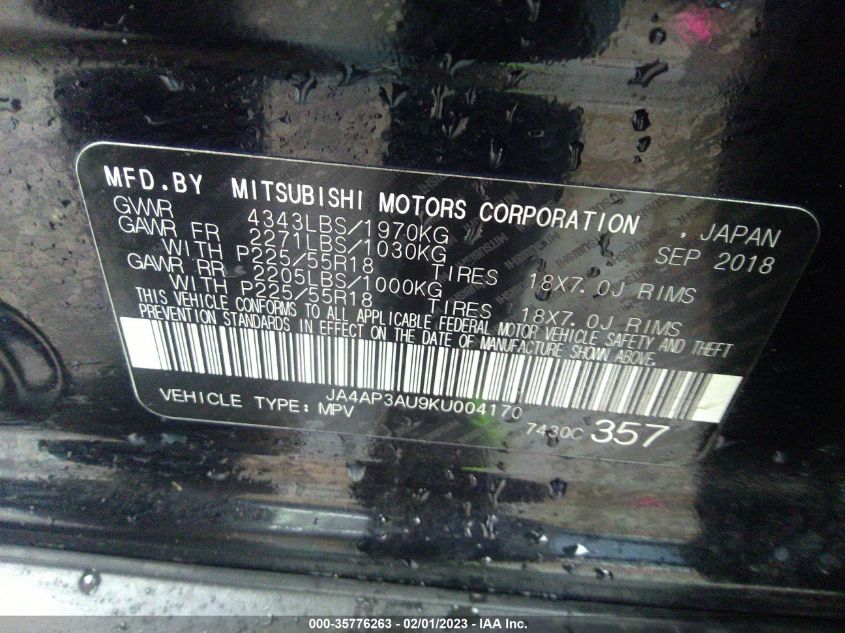 MFD.BY MITSUBISHI MOTORS CORPORATION , JAPAN
GVWR 4343LBS/1970KG SEP 2018
GAWR FR 2271LBS/1030KG
WITH P225/55R18 TIRES 18X7.0J RIMS
GAWR RR 2205LBS/1000KG
WITH P225/55R18 TIRES 18X7.0J RIMS
THIS VEHICLE CONFORMS TO ALL APPLICABLE FEDERAL MOTOR VEHICLE SAFETY AND THEFT
PREVENTION STANDARDS IN EFFECT ON THE DATE OF MANUFACTURE SHOWN ABOVE.
JA4AP3AU9KU004170
VEHICLE TYPE: MPV 7430C 357
000-35776263 - 02/01/2023 - IAA Inc.